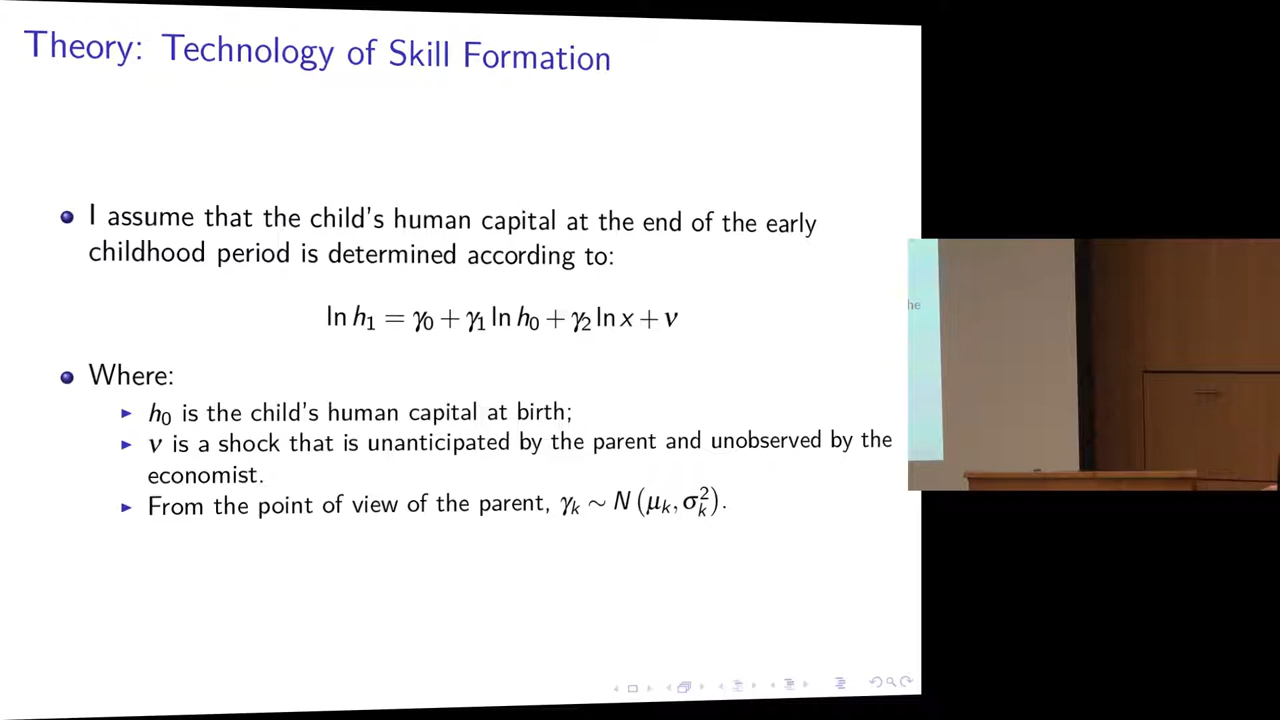 Theory: Technology of Skill Formation
I assume that the child's human capital at the end of the early
childhood period is determined according to:
ln h₁ = γ₀ + γ₁ ln h₀ + γ₂ ln x + ν
Where:
h₀ is the child's human capital at birth;
ν is a shock that is unanticipated by the parent and unobserved by the
economist.
From the point of view of the parent, γₖ ~ N (μₖ, σₖ²).
he